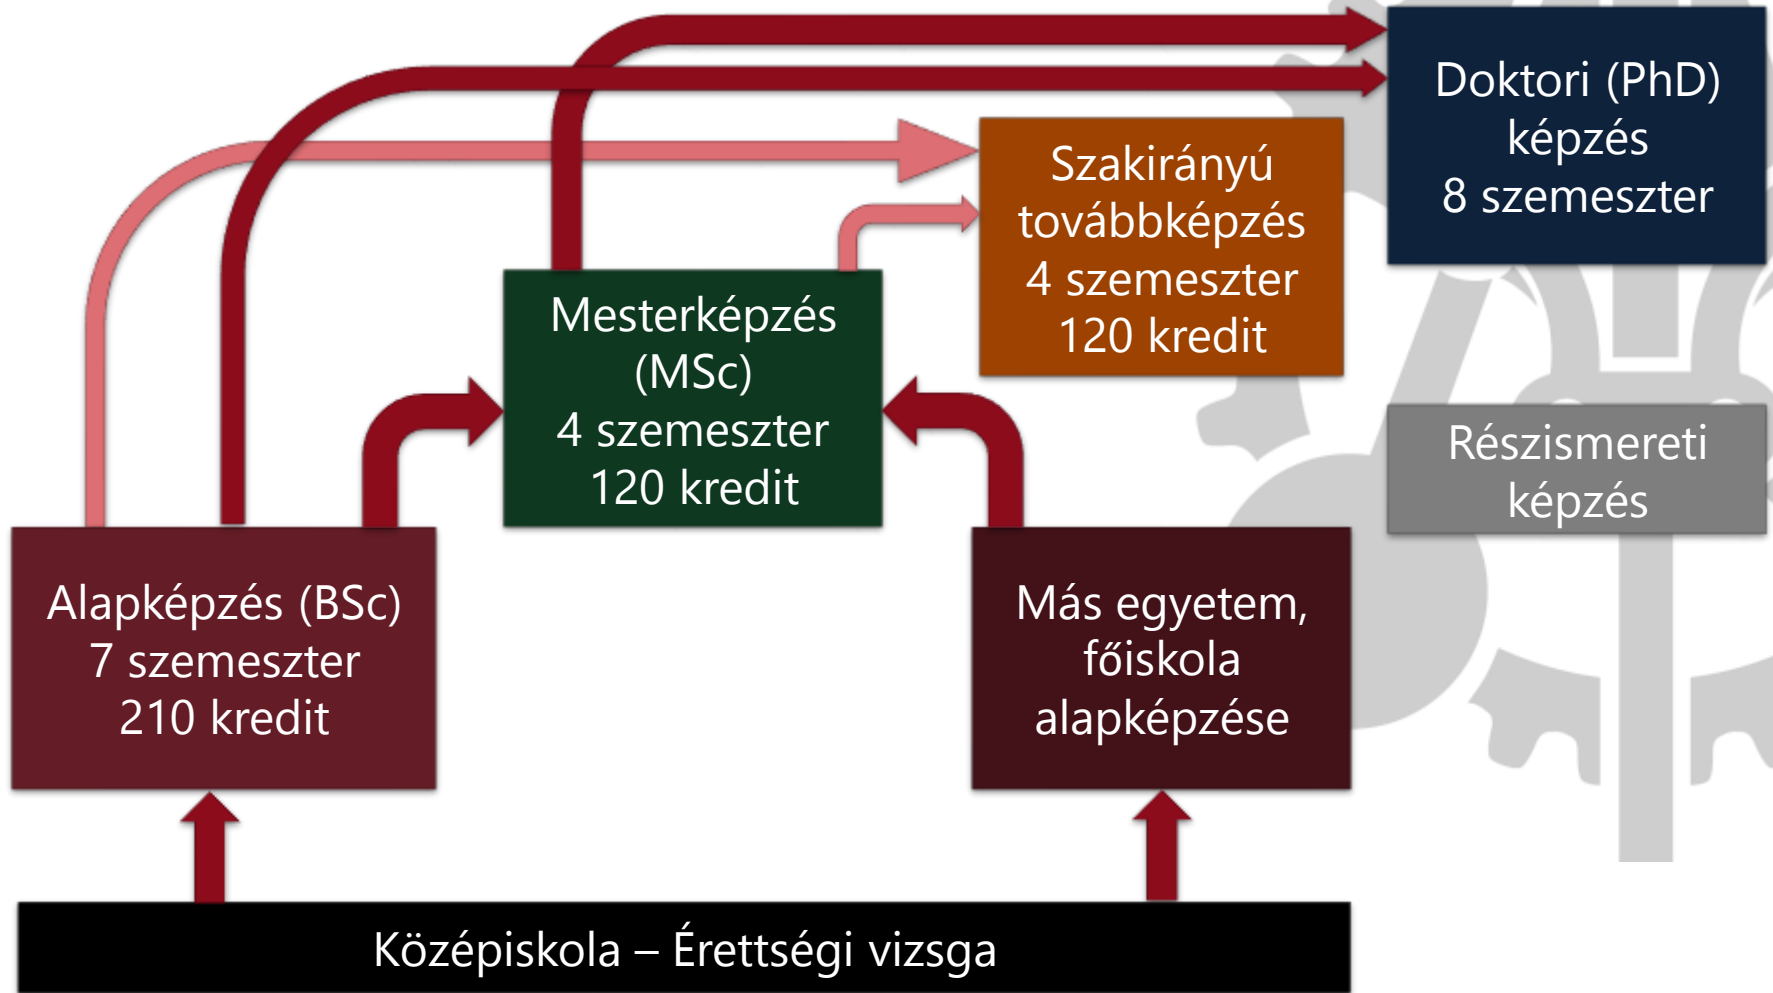 Doktori (PhD)
képzés
8 szemeszter
Szakirányú
továbbképzés
4 szemeszter
120 kredit
Mesterképzés
(MSc)
4 szemeszter
120 kredit
Részismereti
képzés
Alapképzés (BSc)
7 szemeszter
210 kredit
Más egyetem,
főiskola
alapképzése
Középiskola – Érettségi vizsga